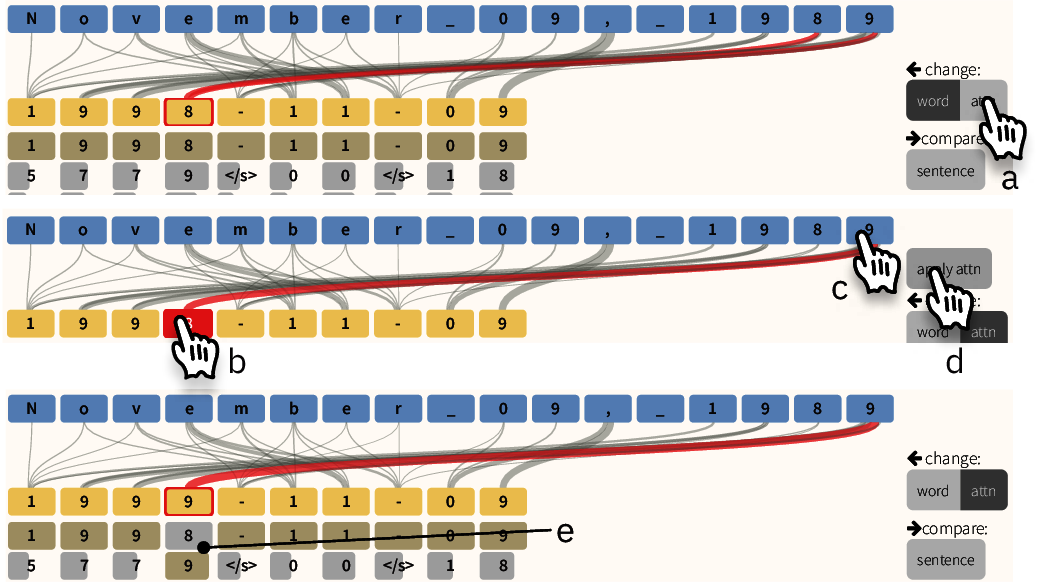 N o v e m b e r _ 0 9 , _ 1 9 8 9
← change:
1 9 9 8 - 1 1 - 0 9
word
→compare
1 9 9 8 - 1 1 - 0 9
5 7 7 9 </s> 0 0 </s> 1 8
sentence
a
N o v e m b e r _ 0 9 , _ 1 9 8 9
apply attn
c
1 9 9 - 1 1 - 0 9
word attn
b
d
N o v e m b e r _ 0 9 , _ 1 9 8 9
← change:
1 9 9 9 - 1 1 - 0 9
word attn
→compare:
1 9 9 8 - 1 1 - 0 9
e
5 7 7 9 </s> 0 0 </s> 1 8
sentence